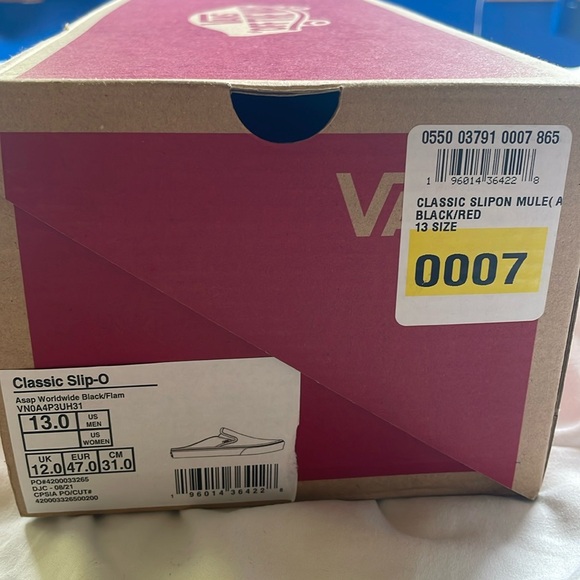 VANS
0550 03791 0007 865
1 96014 36422 8
CLASSIC SLIPON MULE( A
BLACK/RED
13 SIZE
0007
VA
Classic Slip-O
Asap Worldwide Black/Flam
VN0A4P3UH31
13.0 US MEN
US WOMEN
UK EUR CM
12.0 47.0 31.0
PO#4200033265
DJC - 08/21
CPSIA PO/CUT#
420003326500200
1 96014 36422 8